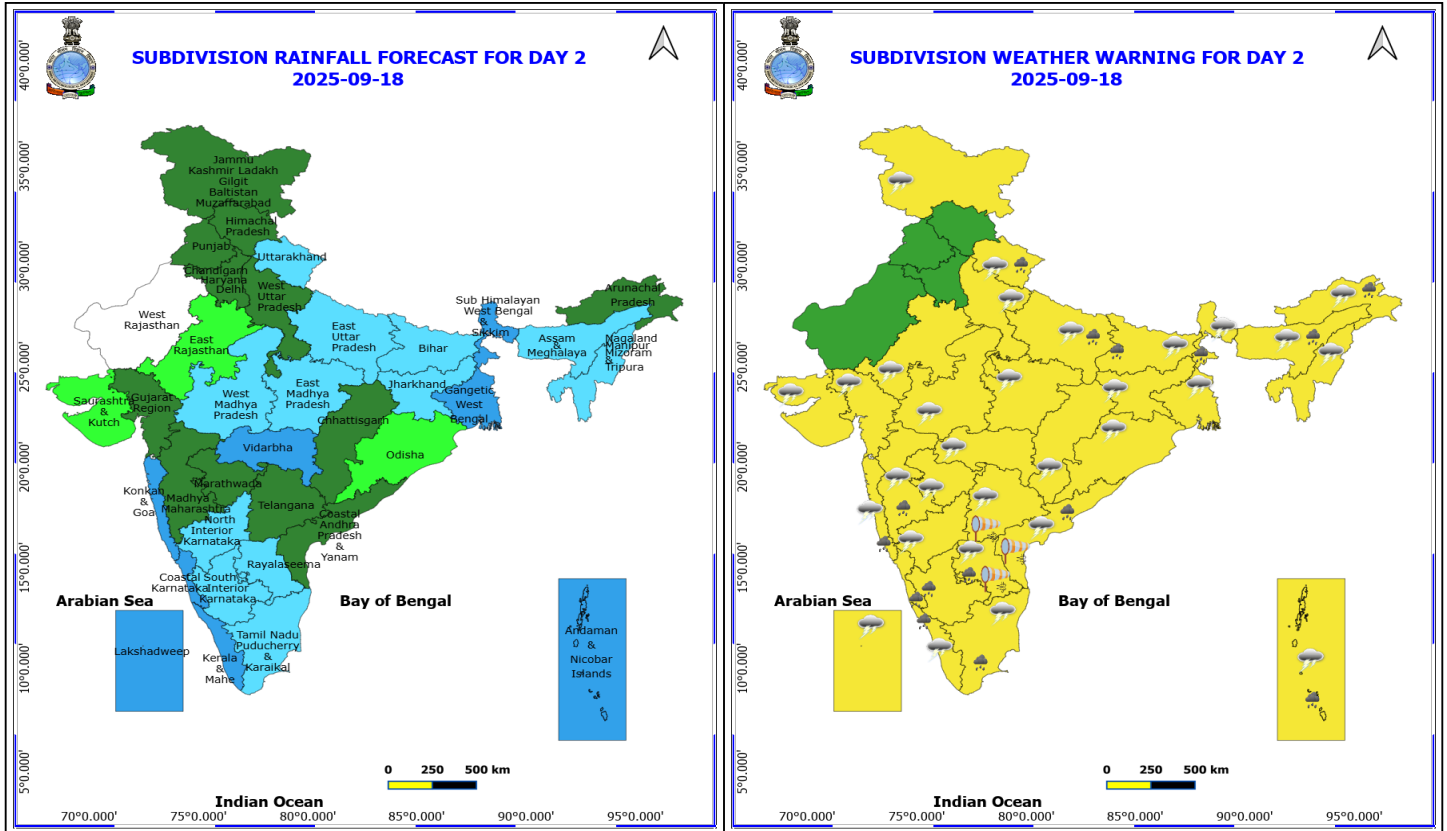 SUBDIVISION RAINFALL FORECAST FOR DAY 2
2025-09-18
40°0.000'
35°0.000'
30°0.000'
25°0.000'
20°0.000'
15°0.000'
10°0.000'
5°0.000'
Jammu
Kashmir Ladakh
Gilgit
Baltistan
Muzaffarabad
Himachal
Pradesh
Punjab
Uttarakhand
Chandigarh
Haryana
Delhi
West
Uttar
Pradesh
Arunachal
Pradesh
Sub Himalayan
West Bengal
&
Sikkim
West
Rajasthan
East
Rajasthan
East
Uttar
Pradesh
Bihar
Assam
&
Meghalaya
Nagaland
Manipur
Mizoram
&
Tripura
Saurashtra
&
Kutch
Gujarat
Region
West
Madhya
Pradesh
East
Madhya
Pradesh
Jharkhand
Gangetic
West
Bengal
Chhattisgarh
Vidarbha
Odisha
Konkan
&
Goa
Madhya
Maharashtra
Marathwada
Telangana
North
Interior
Karnataka
Coastal
Andhra
Pradesh
&
Yanam
Rayalaseema
Coastal
Karnataka
South
Interior
Karnataka
Arabian Sea
Bay of Bengal
Lakshadweep
Kerala
&
Mahe
Tamil Nadu
Puducherry
&
Karaikal
Andaman
&
Nicobar
Islands
0 250 500 km
Indian Ocean
70°0.000' 75°0.000' 80°0.000' 85°0.000' 90°0.000' 95°0.000'
SUBDIVISION WEATHER WARNING FOR DAY 2
2025-09-18
40°0.000'
35°0.000'
30°0.000'
25°0.000'
20°0.000'
15°0.000'
10°0.000'
5°0.000'
Arabian Sea
Bay of Bengal
0 250 500 km
Indian Ocean
70°0.000' 75°0.000' 80°0.000' 85°0.000' 90°0.000' 95°0.000'